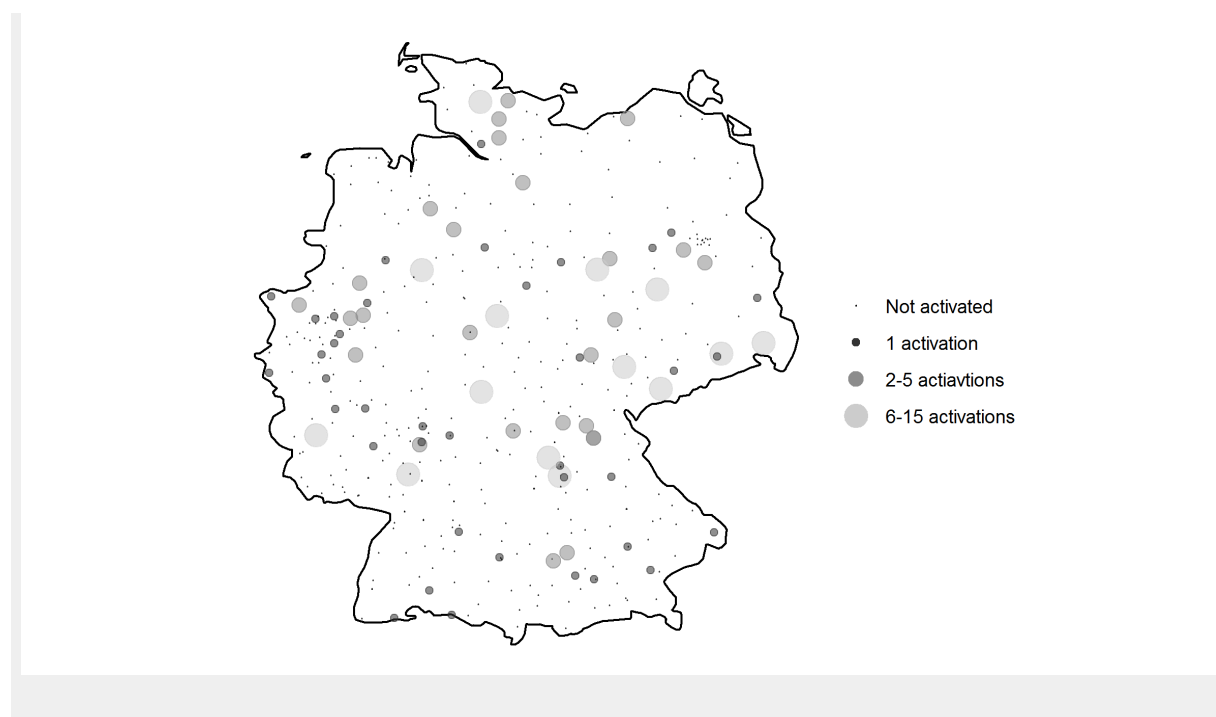 Not activated
1 activation
2-5 actiavtions
6-15 activations